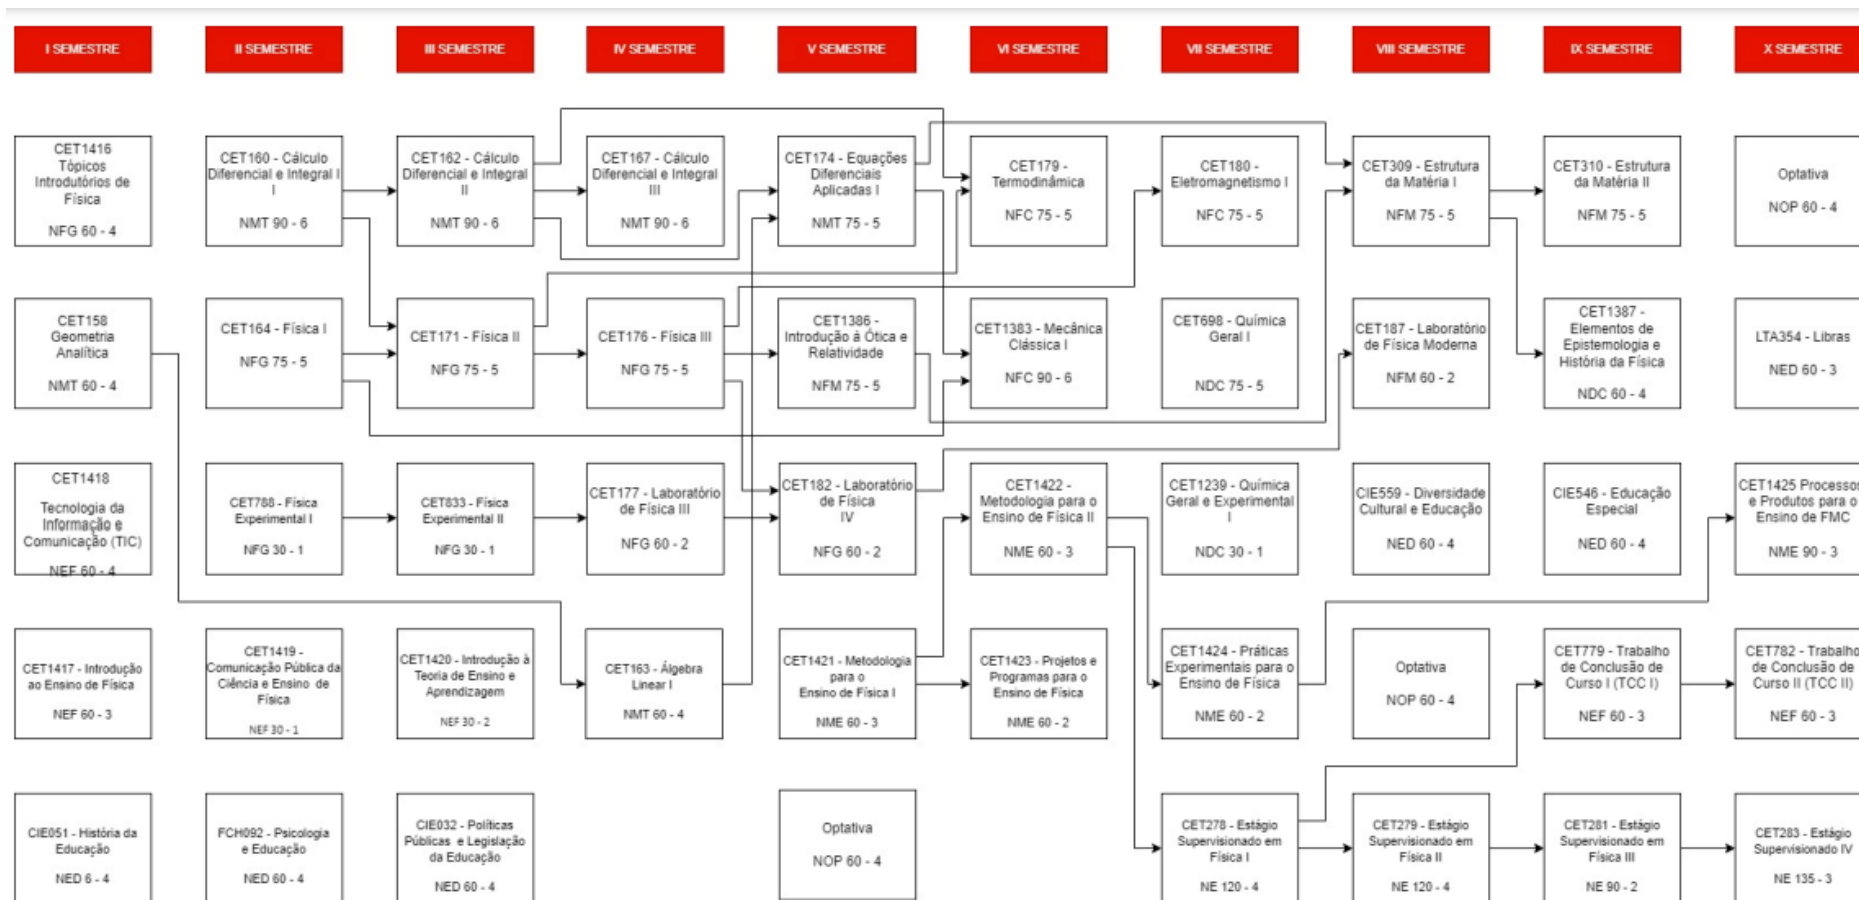 I SEMESTRE
II SEMESTRE
III SEMESTRE
IV SEMESTRE
V SEMESTRE
VI SEMESTRE
VII SEMESTRE
VIII SEMESTRE
IX SEMESTRE
X SEMESTRE
CET1416
Tópicos
Introdutórios de
Física
NFG 60 - 4
CET160 - Cálculo
Diferencial e Integral I
I
NMT 90 - 6
CET162 - Cálculo
Diferencial e Integral
II
NMT 90 - 6
CET167 - Cálculo
Diferencial e Integral
III
NMT 90 - 6
CET174 - Equações
Diferenciais
Aplicadas I
NMT 75 - 5
CET179 -
Termodinâmica
NFC 75 - 5
CET180 -
Eletromagnetismo I
NFC 75 - 5
CET309 - Estrutura
da Matéria I
NFM 75 - 5
CET310 - Estrutura
da Matéria II
NFM 75 - 5
Optativa
NOP 60 - 4
CET158
Geometria
Analítica
NMT 60 - 4
CET164 - Física I
NFG 75 - 5
CET171 - Física II
NFG 75 - 5
CET176 - Física III
NFG 75 - 5
CET1386 -
Introdução à Ótica e
Relatividade
NFM 75 - 5
CET1383 - Mecânica
Clássica I
NFC 90 - 6
CET698 - Química
Geral I
NDC 75 - 5
CET187 - Laboratório
de Física Moderna
NFM 60 - 2
CET1387 -
Elementos de
Epistemologia e
História da Física
NDC 60 - 4
LTA354 - Libras
NED 60 - 3
CET1418
Tecnologia da
Informação e
Comunicação (TIC)
NEF 60 - 4
CET788 - Física
Experimental I
NFG 30 - 1
CET833 - Física
Experimental II
NFG 30 - 1
CET177 - Laboratório
de Física III
NFG 60 - 2
CET182 - Laboratório
de Física
IV
NFG 60 - 2
CET1422 -
Metodologia para o
Ensino de Física II
NME 60 - 3
CET1239 - Química
Geral e Experimental
I
NDC 30 - 1
CIE559 - Diversidade
Cultural e Educação
NED 60 - 4
CIE546 - Educação
Especial
NED 60 - 4
CET1425 Processos
e Produtos para o
Ensino de FMC
NME 90 - 3
CET1417 - Introdução
ao Ensino de Física
NEF 60 - 3
CET1419 -
Comunicação Pública da
Ciência e Ensino de
Física
NEF 30 - 1
CET1420 - Introdução à
Teoria de Ensino e
Aprendizagem
NEF 30 - 2
CET163 - Álgebra
Linear I
NMT 60 - 4
CET1421 - Metodologia
para o
Ensino de Física I
NME 60 - 3
CET1423 - Projetos e
Programas para o
Ensino de Física
NME 60 - 2
CET1424 - Práticas
Experimentais para o
Ensino de Física
NME 60 - 2
Optativa
NOP 60 - 4
CET779 - Trabalho
de Conclusão de
Curso I (TCC I)
NEF 60 - 3
CET782 - Trabalho
de Conclusão de
Curso II (TCC II)
NEF 60 - 3
CIE051 - História da
Educação
NED 6 - 4
FCH092 - Psicologia
e Educação
NED 60 - 4
CIE032 - Políticas
Públicas e Legislação
da Educação
NED 60 - 4
Optativa
NOP 60 - 4
CET278 - Estágio
Supervisionado em
Física I
NE 120 - 4
CET279 - Estágio
Supervisionado em
Física II
NE 120 - 4
CET281 - Estágio
Supervisionado em
Física III
NE 90 - 2
CET283 - Estágio
Supervisionado IV
NE 135 - 3